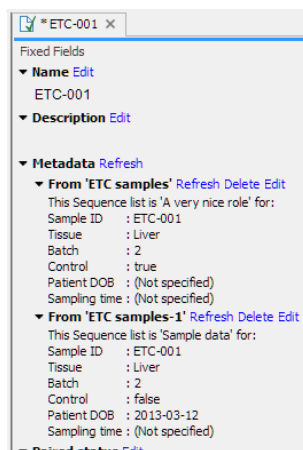 * ETC-001
Fixed Fields
Name Edit
ETC-001
Description Edit
Metadata Refresh
From 'ETC samples' Refresh Delete Edit
This Sequence list is 'A very nice role' for:
Sample ID : ETC-001
Tissue : Liver
Batch : 2
Control : true
Patient DOB : (Not specified)
Sampling time : (Not specified)
From 'ETC samples-1' Refresh Delete Edit
This Sequence list is 'Sample data' for:
Sample ID : ETC-001
Tissue : Liver
Batch : 2
Control : false
Patient DOB : 2013-03-12
Sampling time : (Not specified)
Paired status Edit